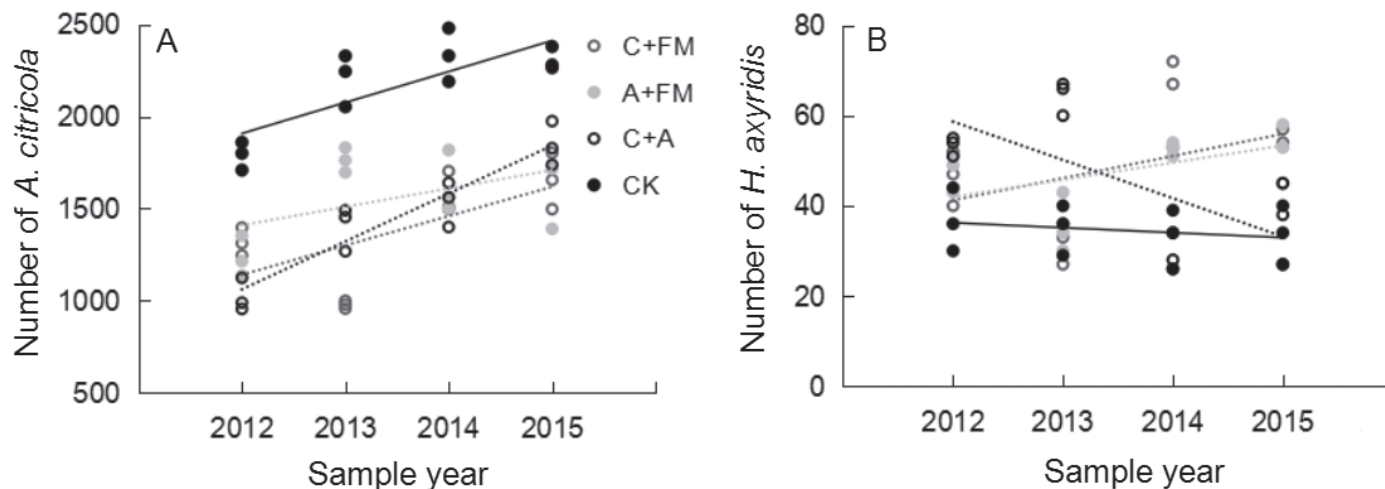 A
2500
2000
1500
1000
500
Number of A. citricola
2012 2013 2014 2015
Sample year
C+FM
A+FM
C+A
CK
B
80
60
40
20
0
Number of H. axyridis
2012 2013 2014 2015
Sample year